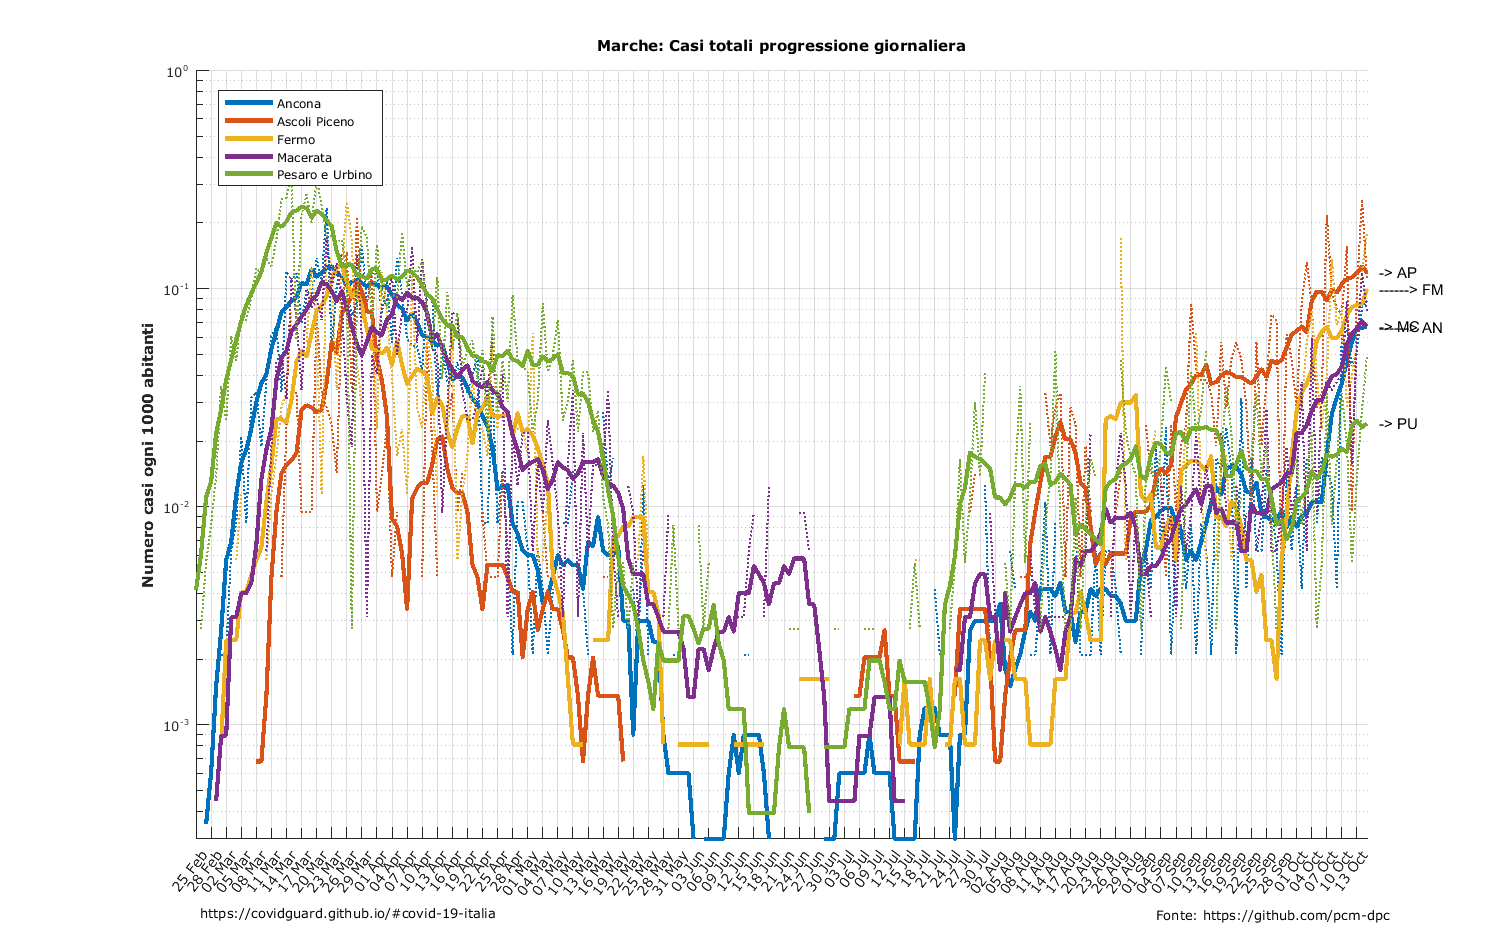 Marche: Casi totali progressione giornaliera
Numero casi ogni 1000 abitanti
10^0
10^-1
10^-2
10^-3
Ancona
Ascoli Piceno
Fermo
Macerata
Pesaro e Urbino
-> AP
------> FM
-> MC
------> AN
-> PU
25 Feb
28 Feb
02 Mar
05 Mar
08 Mar
11 Mar
14 Mar
17 Mar
20 Mar
23 Mar
26 Mar
29 Mar
01 Apr
04 Apr
07 Apr
10 Apr
13 Apr
16 Apr
19 Apr
22 Apr
25 Apr
28 Apr
01 May
04 May
07 May
10 May
13 May
16 May
19 May
22 May
25 May
28 May
31 May
03 Jun
06 Jun
09 Jun
12 Jun
15 Jun
18 Jun
21 Jun
24 Jun
27 Jun
30 Jun
03 Jul
06 Jul
09 Jul
12 Jul
15 Jul
18 Jul
21 Jul
24 Jul
27 Jul
30 Jul
02 Aug
05 Aug
08 Aug
11 Aug
14 Aug
17 Aug
20 Aug
23 Aug
26 Aug
29 Aug
01 Sep
04 Sep
07 Sep
10 Sep
13 Sep
16 Sep
19 Sep
22 Sep
25 Sep
28 Sep
01 Oct
04 Oct
07 Oct
10 Oct
13 Oct
https://covidguard.github.io/#covid-19-italia
Fonte: https://github.com/pcm-dpc